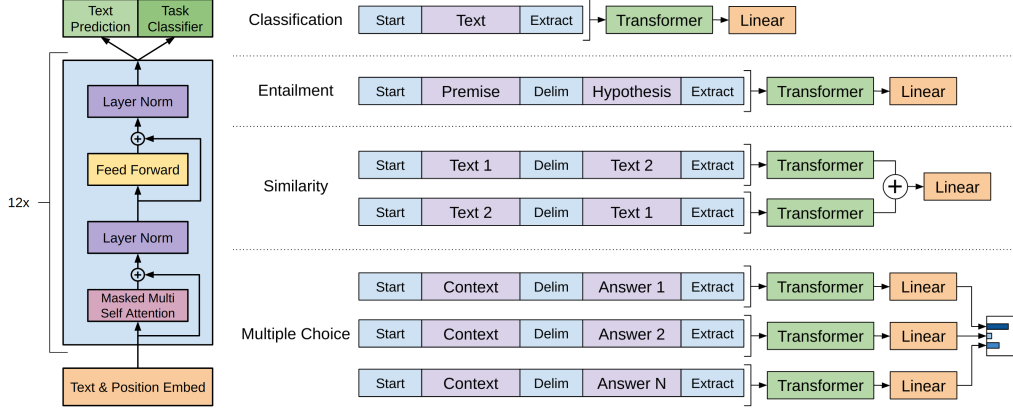 Text
Prediction
Task
Classifier
Layer Norm
Feed Forward
12x
Layer Norm
Masked Multi
Self Attention
Text & Position Embed
Classification Start Text Extract Transformer Linear
Entailment Start Premise Delim Hypothesis Extract Transformer Linear
Similarity
Start Text 1 Delim Text 2 Extract Transformer
Linear
Start Text 2 Delim Text 1 Extract Transformer
Multiple Choice
Start Context Delim Answer 1 Extract Transformer Linear
Start Context Delim Answer 2 Extract Transformer Linear
Start Context Delim Answer N Extract Transformer Linear